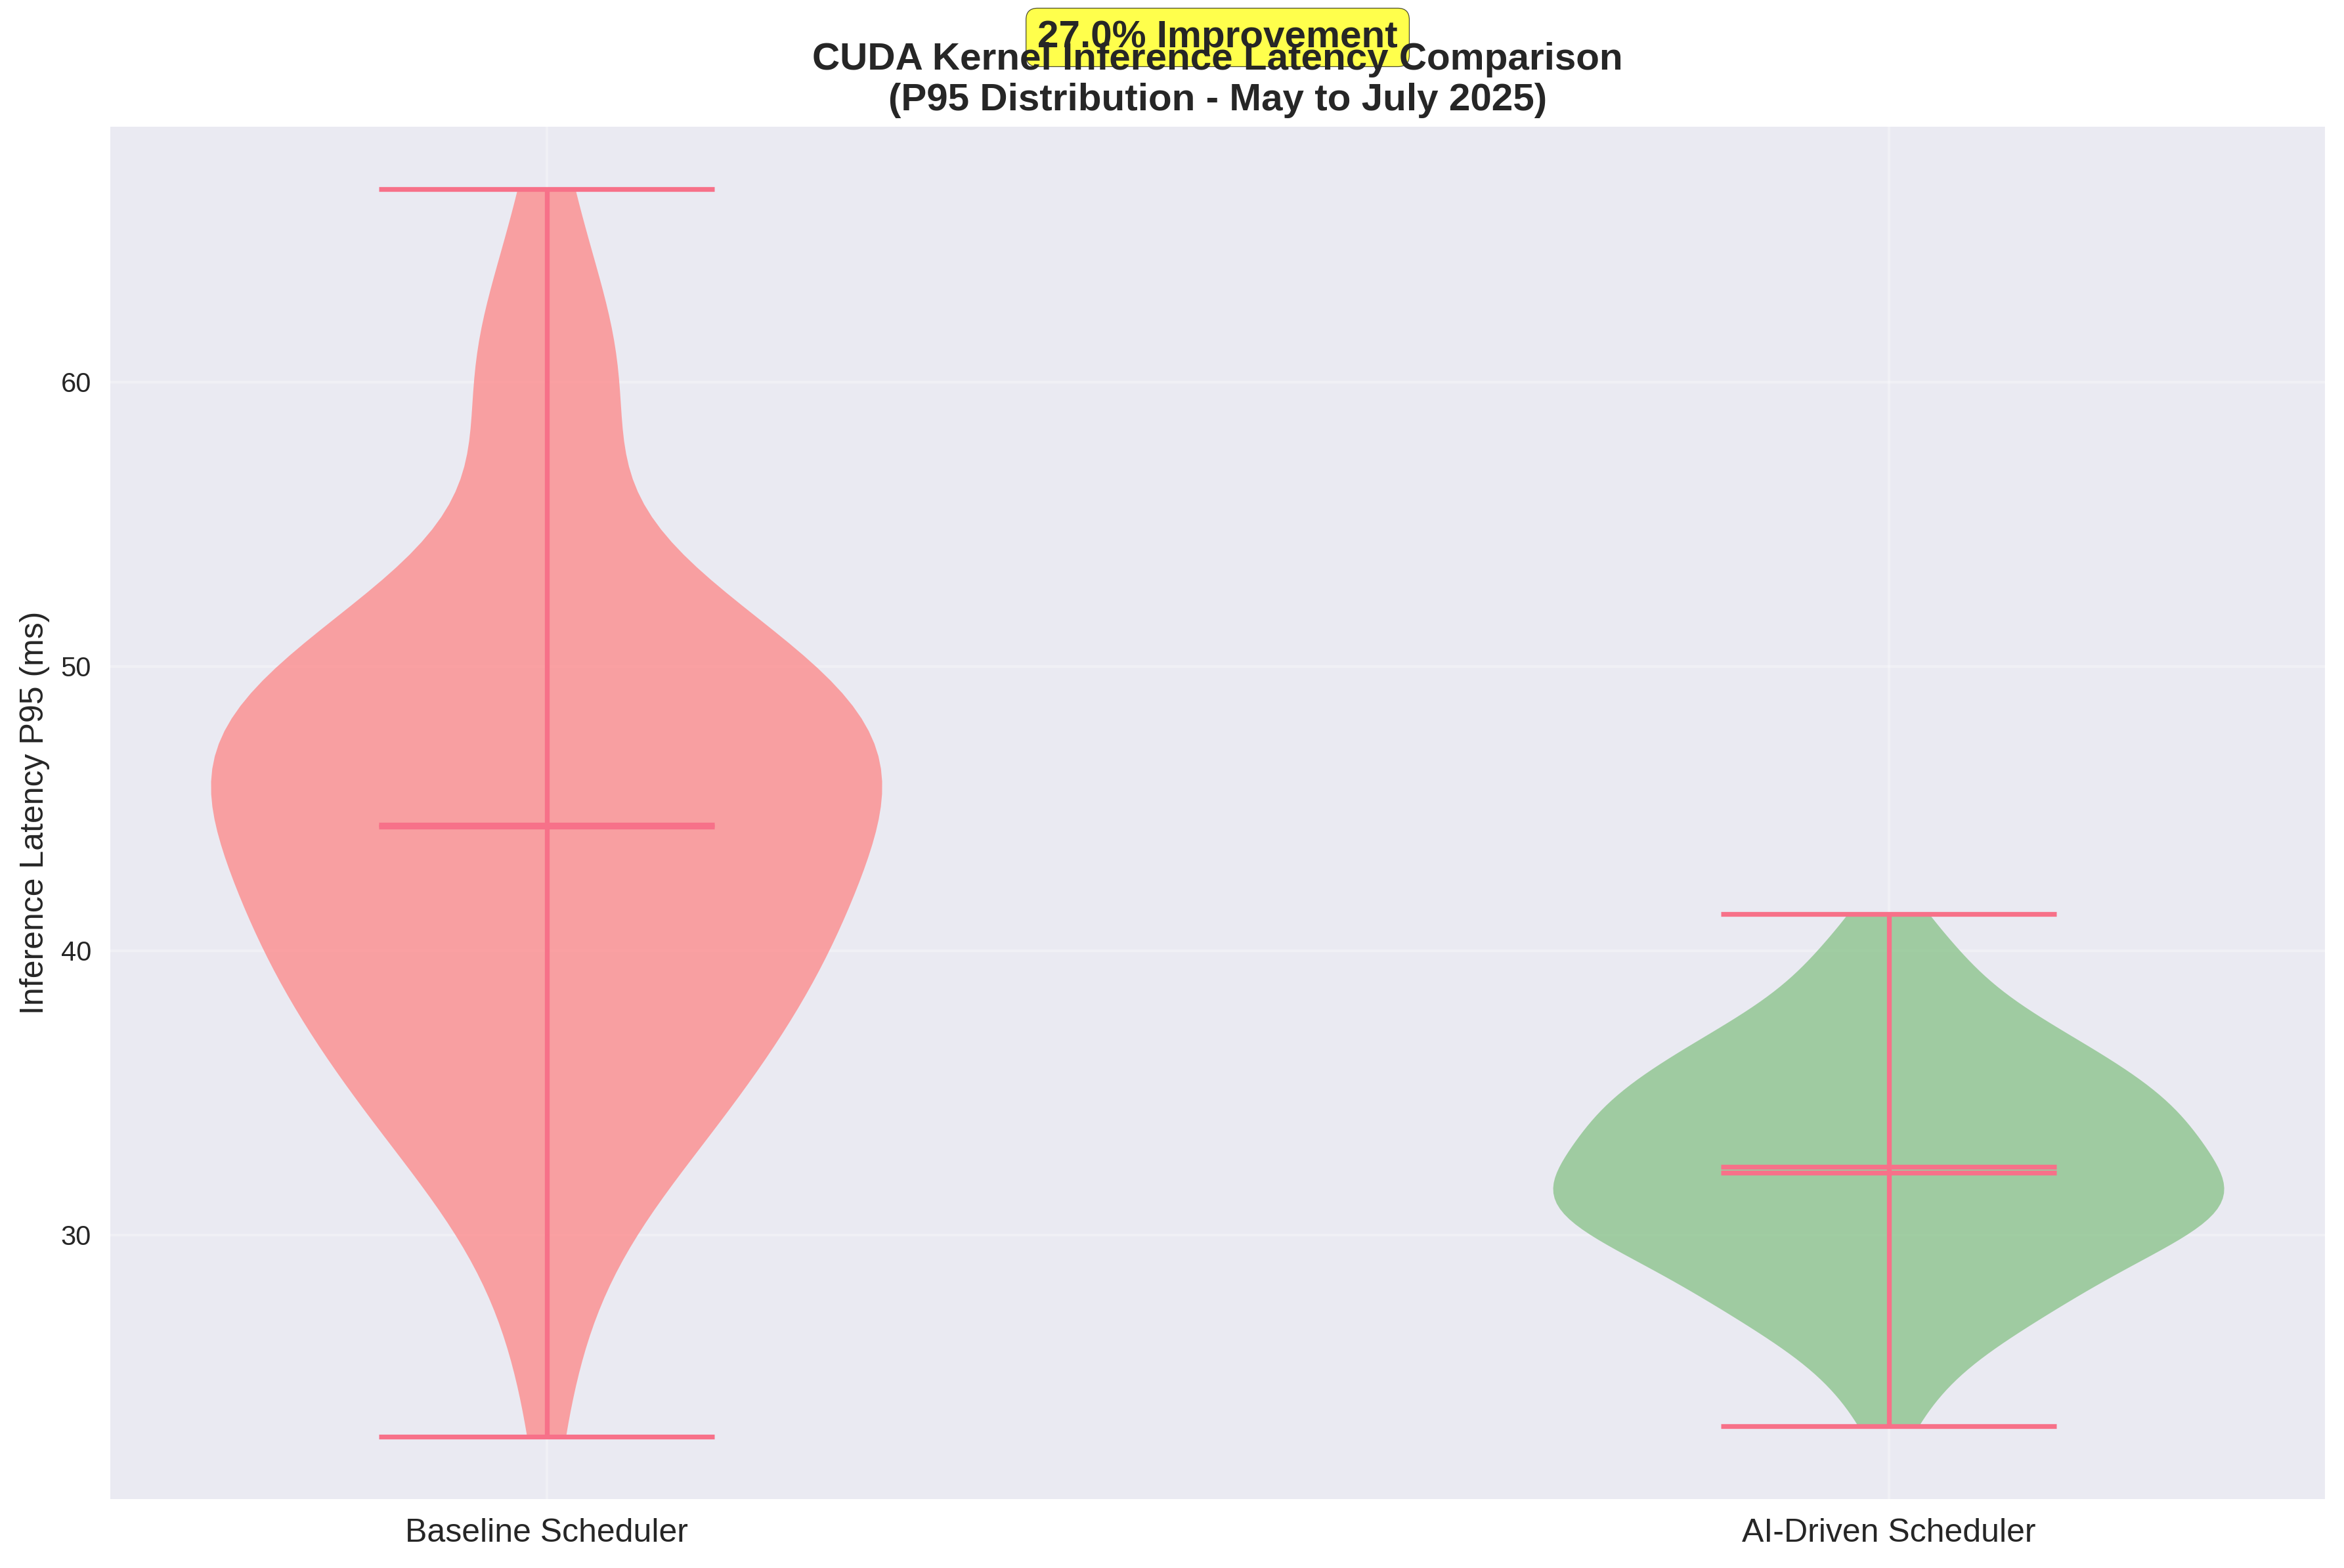 27.0% Improvement
CUDA Kernel Inference Latency Comparison
(P95 Distribution - May to July 2025)
Inference Latency P95 (ms)
60
50
40
30
Baseline Scheduler
AI-Driven Scheduler